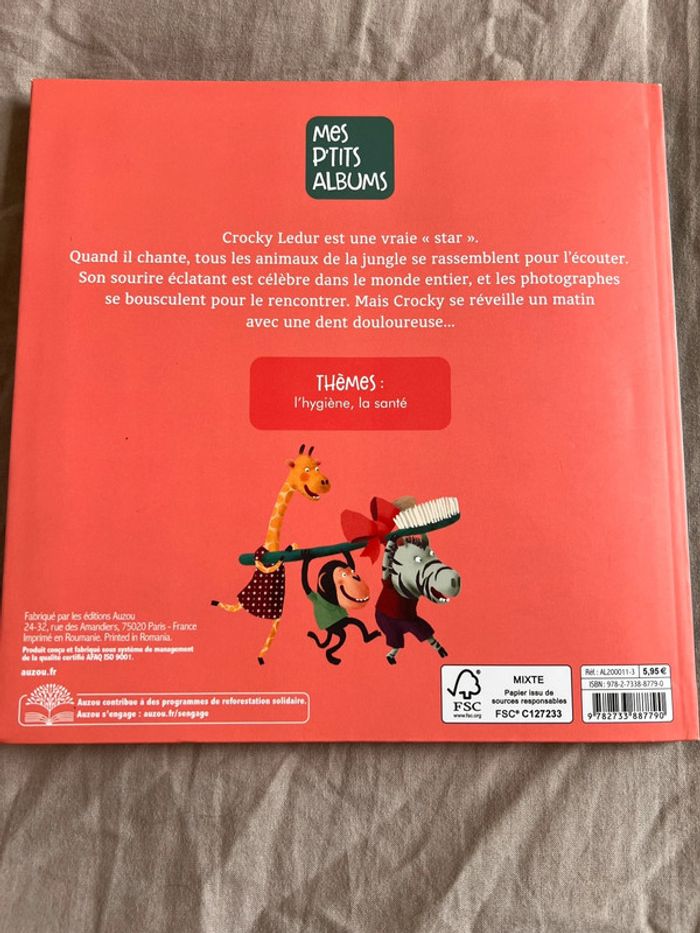 Mes
P'TITS
ALBUMS
Crocky Ledur est une vraie « star ».
Quand il chante, tous les animaux de la jungle se rassemblent pour l'écouter.
Son sourire éclatant est célèbre dans le monde entier, et les photographes
se bousculent pour le rencontrer. Mais Crocky se réveille un matin
avec une dent douloureuse...
THèMes :
l'hygiène, la santé
Fabriqué par les éditions Auzou
24-32, rue des Amandiers, 75020 Paris - France
Imprimé en Roumanie. Printed in Romania.
Produit conçu et fabriqué sous système de management
de la qualité certifié AFAQ ISO 9001.
auzou.fr
Auzou contribue à des programmes de reforestation solidaire.
Auzou s'engage : auzou.fr/sengage
FSC
www.fsc.org
MIXTE
Papier issu de
sources responsables
FSC® C127233
Réf : AL200011-3 5,95 €
ISBN : 978-2-7338-8779-0
9 782733 887790